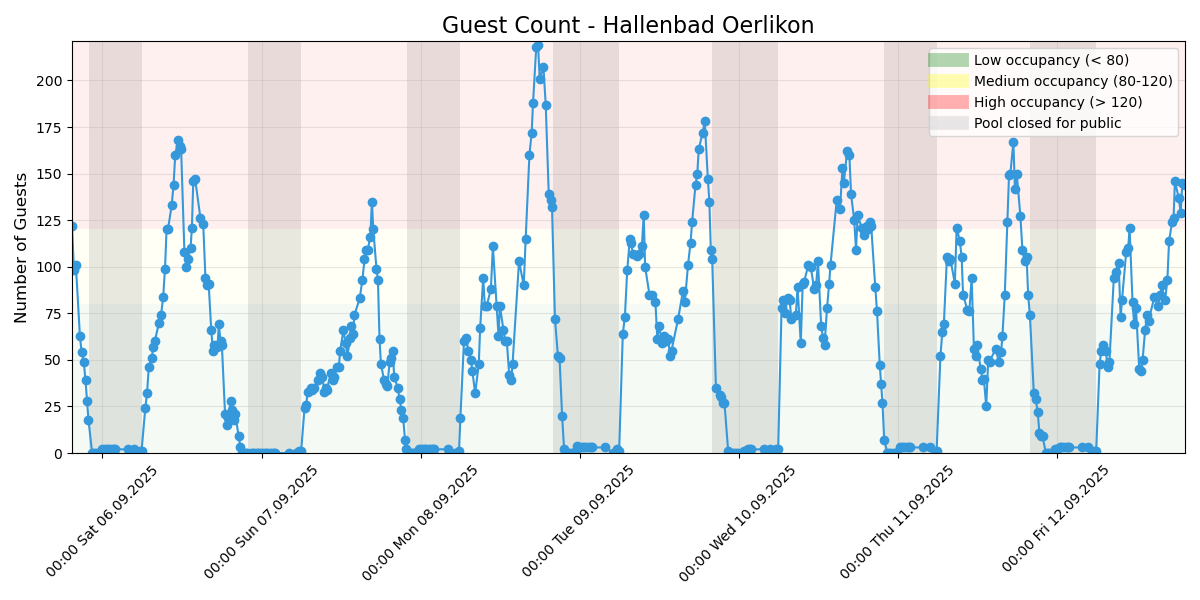 Guest Count - Hallenbad Oerlikon
Low occupancy (< 80)
Medium occupancy (80-120)
High occupancy (> 120)
Pool closed for public
Number of Guests
200
175
150
125
100
75
50
25
0
00:00 Sat 06.09.2025
00:00 Sun 07.09.2025
00:00 Mon 08.09.2025
00:00 Tue 09.09.2025
00:00 Wed 10.09.2025
00:00 Thu 11.09.2025
00:00 Fri 12.09.2025